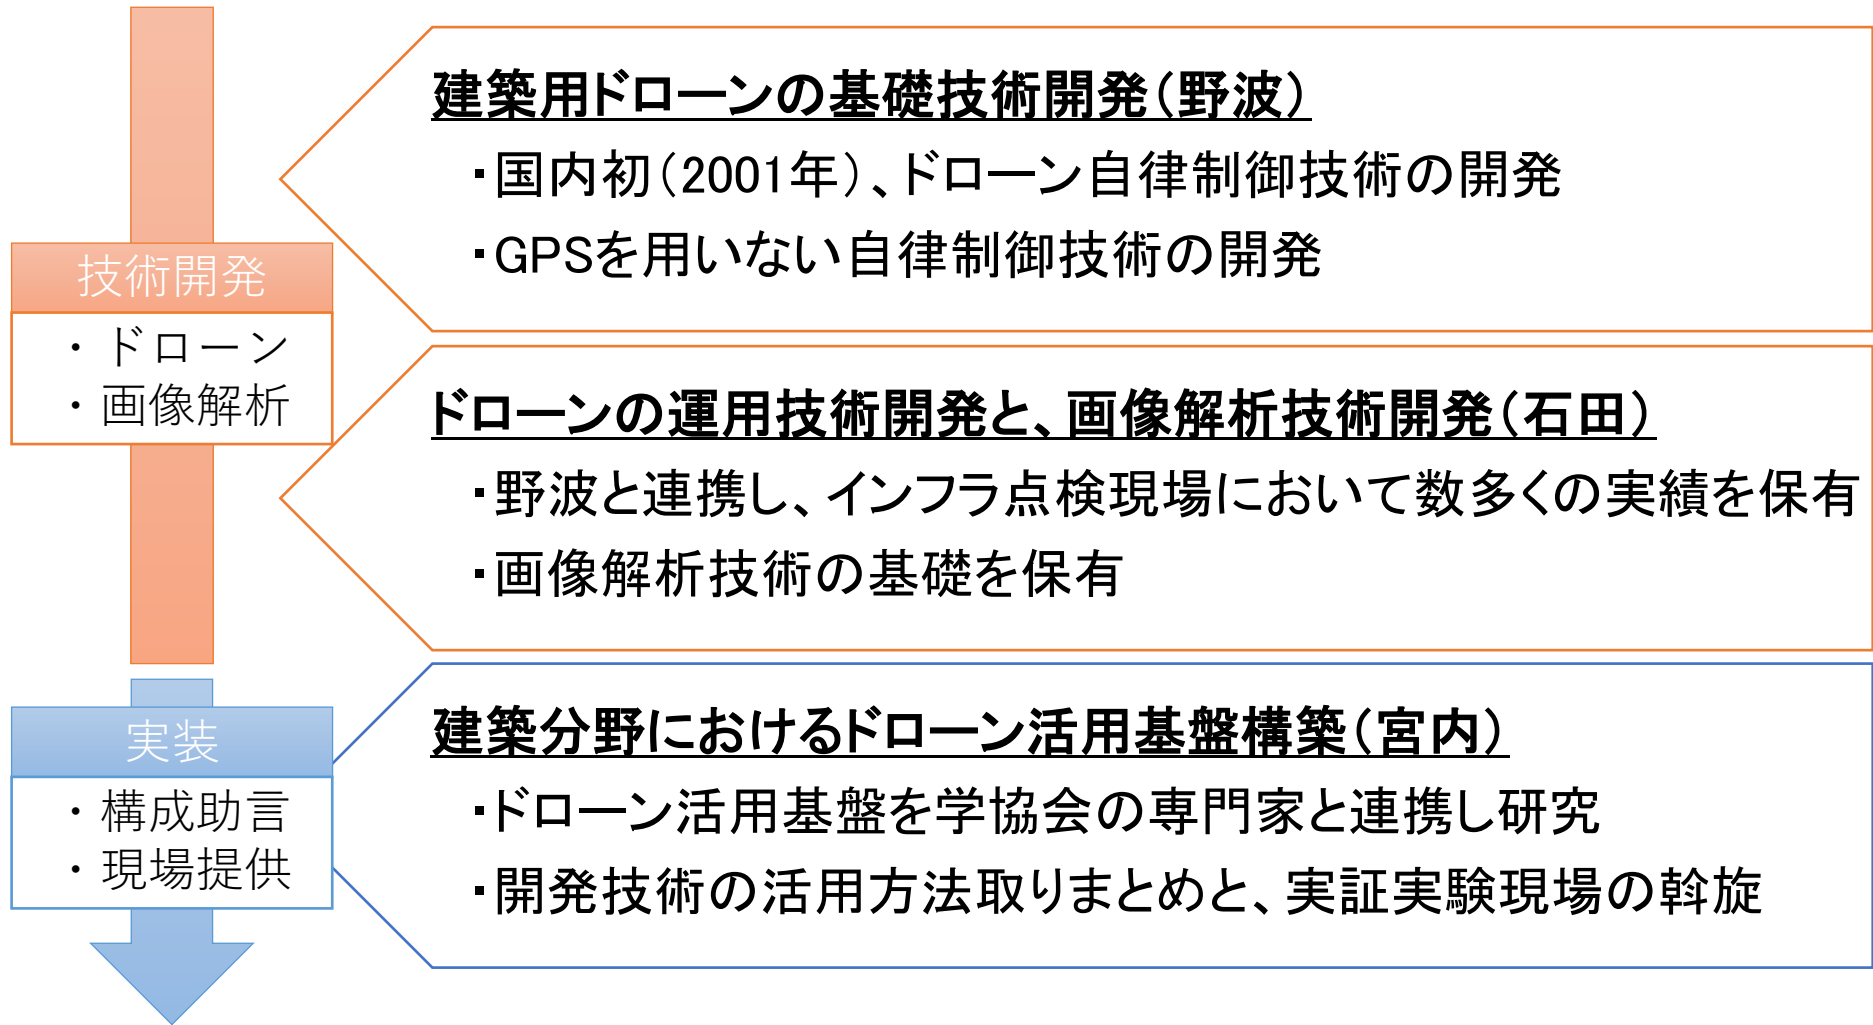 建築用ドローンの基礎技術開発（野波）
・国内初（2001年）、ドローン自律制御技術の開発
・GPSを用いない自律制御技術の開発
技術開発
・ドローン
・画像解析
ドローンの運用技術開発と、画像解析技術開発（石田）
・野波と連携し、インフラ点検現場において数多くの実績を保有
・画像解析技術の基礎を保有
実装
・構成助言
・現場提供
建築分野におけるドローン活用基盤構築（宮内）
・ドローン活用基盤を学協会の専門家と連携し研究
・開発技術の活用方法取りまとめと、実証実験現場の斡旋